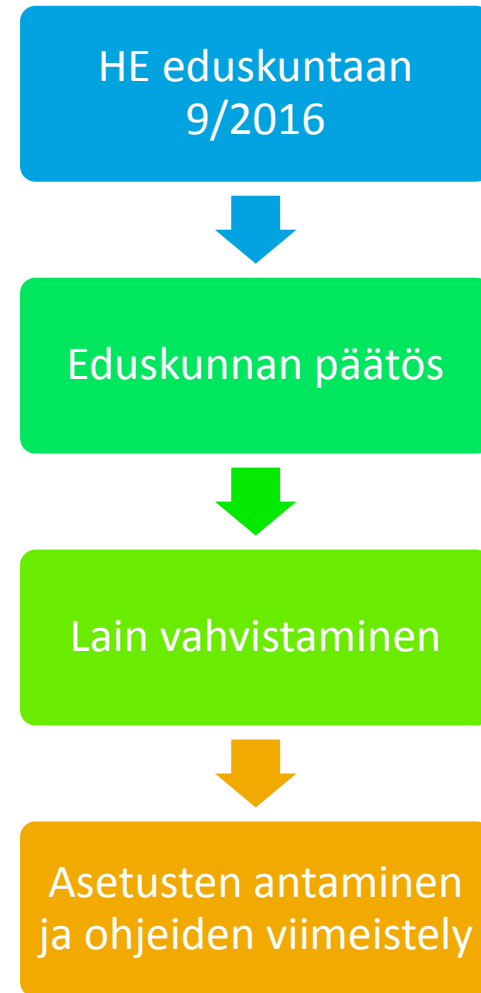 HE eduskuntaan
9/2016
Eduskunnan päätös
Lain vahvistaminen
Asetusten antaminen
ja ohjeiden viimeistely